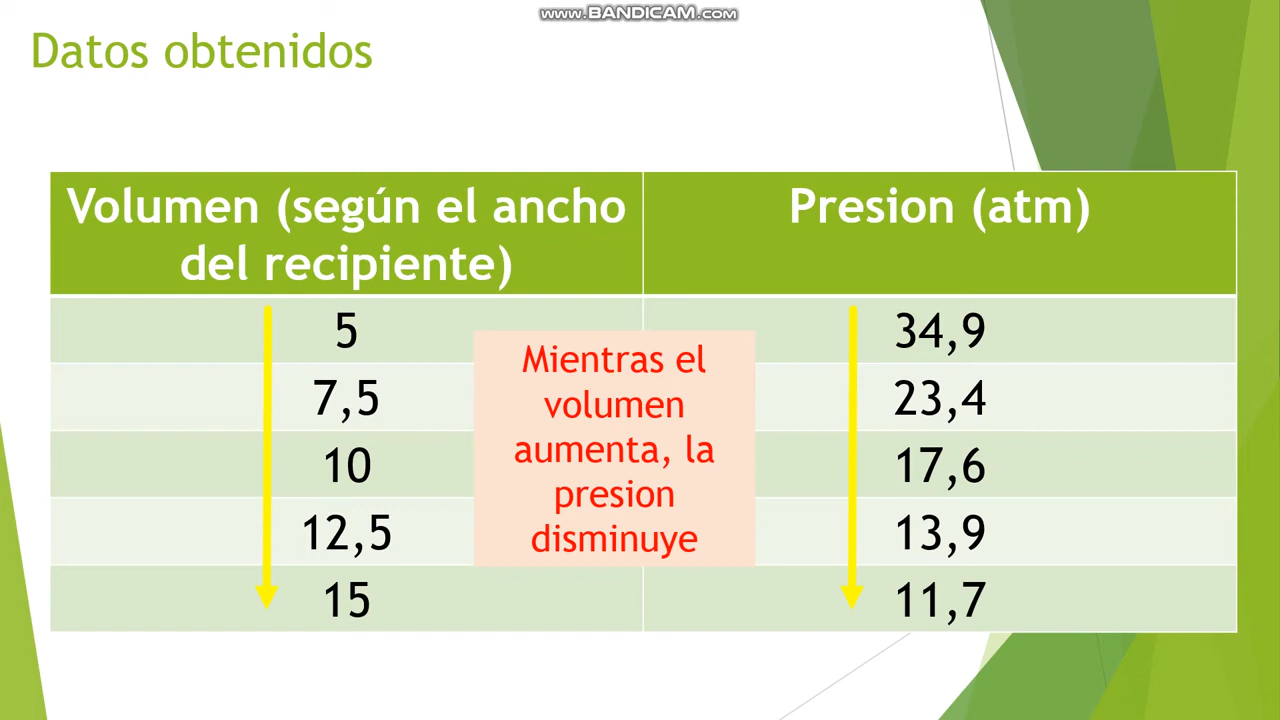 www.BANDICAM.com
Datos obtenidos
Volumen (según el ancho
del recipiente)
Presion (atm)
5
34,9
7,5
23,4
10
17,6
12,5
13,9
15
11,7
Mientras el
volumen
aumenta, la
presion
disminuye